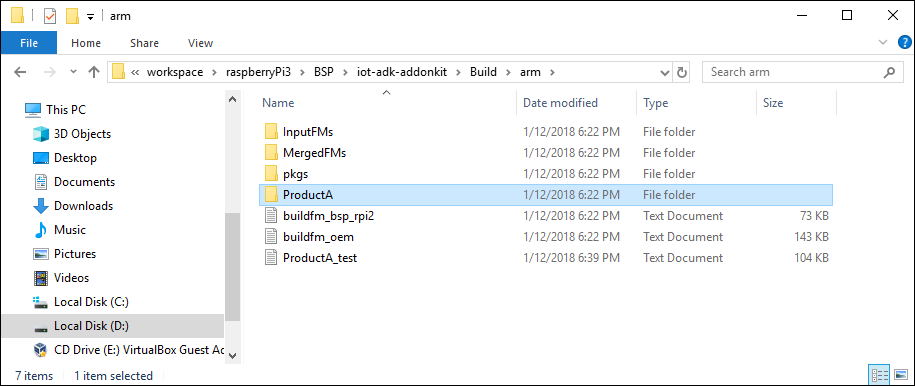 arm
File Home Share View
« workspace › raspberryPi3 › BSP › iot-adk-addonkit › Build › arm › Search arm
This PC
3D Objects
Desktop
Documents
Downloads
Music
Pictures
Videos
Local Disk (C:)
Local Disk (D:)
CD Drive (E:) VirtualBox Guest Ad
Name Date modified Type Size
InputFMs 1/12/2018 6:22 PM File folder
MergedFMs 1/12/2018 6:22 PM File folder
pkgs 1/12/2018 6:22 PM File folder
ProductA 1/12/2018 6:22 PM File folder
buildfm_bsp_rpi2 1/12/2018 6:22 PM Text Document 73 KB
buildfm_oem 1/12/2018 6:22 PM Text Document 143 KB
ProductA_test 1/12/2018 6:39 PM Text Document 104 KB
7 items 1 item selected